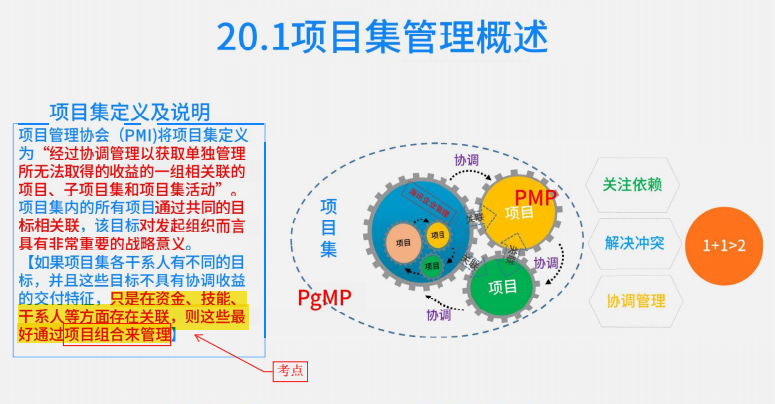 20.1项目集管理概述
项目集定义及说明
项目管理协会（PMI)将项目集定义
为“经过协调管理以获取单独管理
所无法取得的收益的一组相关联的
项目、子项目集和项目集活动”。
项目集内的所有项目通过共同的目
标相关联，该目标对发起组织而言
具有非常重要的战略意义。
【如果项目集各干系人有不同的目
标，并且这些目标不具有协调收益
的交付特征，只是在资金、技能、
干系人等方面存在关联，则这些最
好通过项目组合来管理】
考点
项
目
集
PgMP
协调
项目
项目
项目
项目
PMP
关联
关联
关联
项目
协调
协调
关注依赖
解决冲突
协调管理
1+1>2